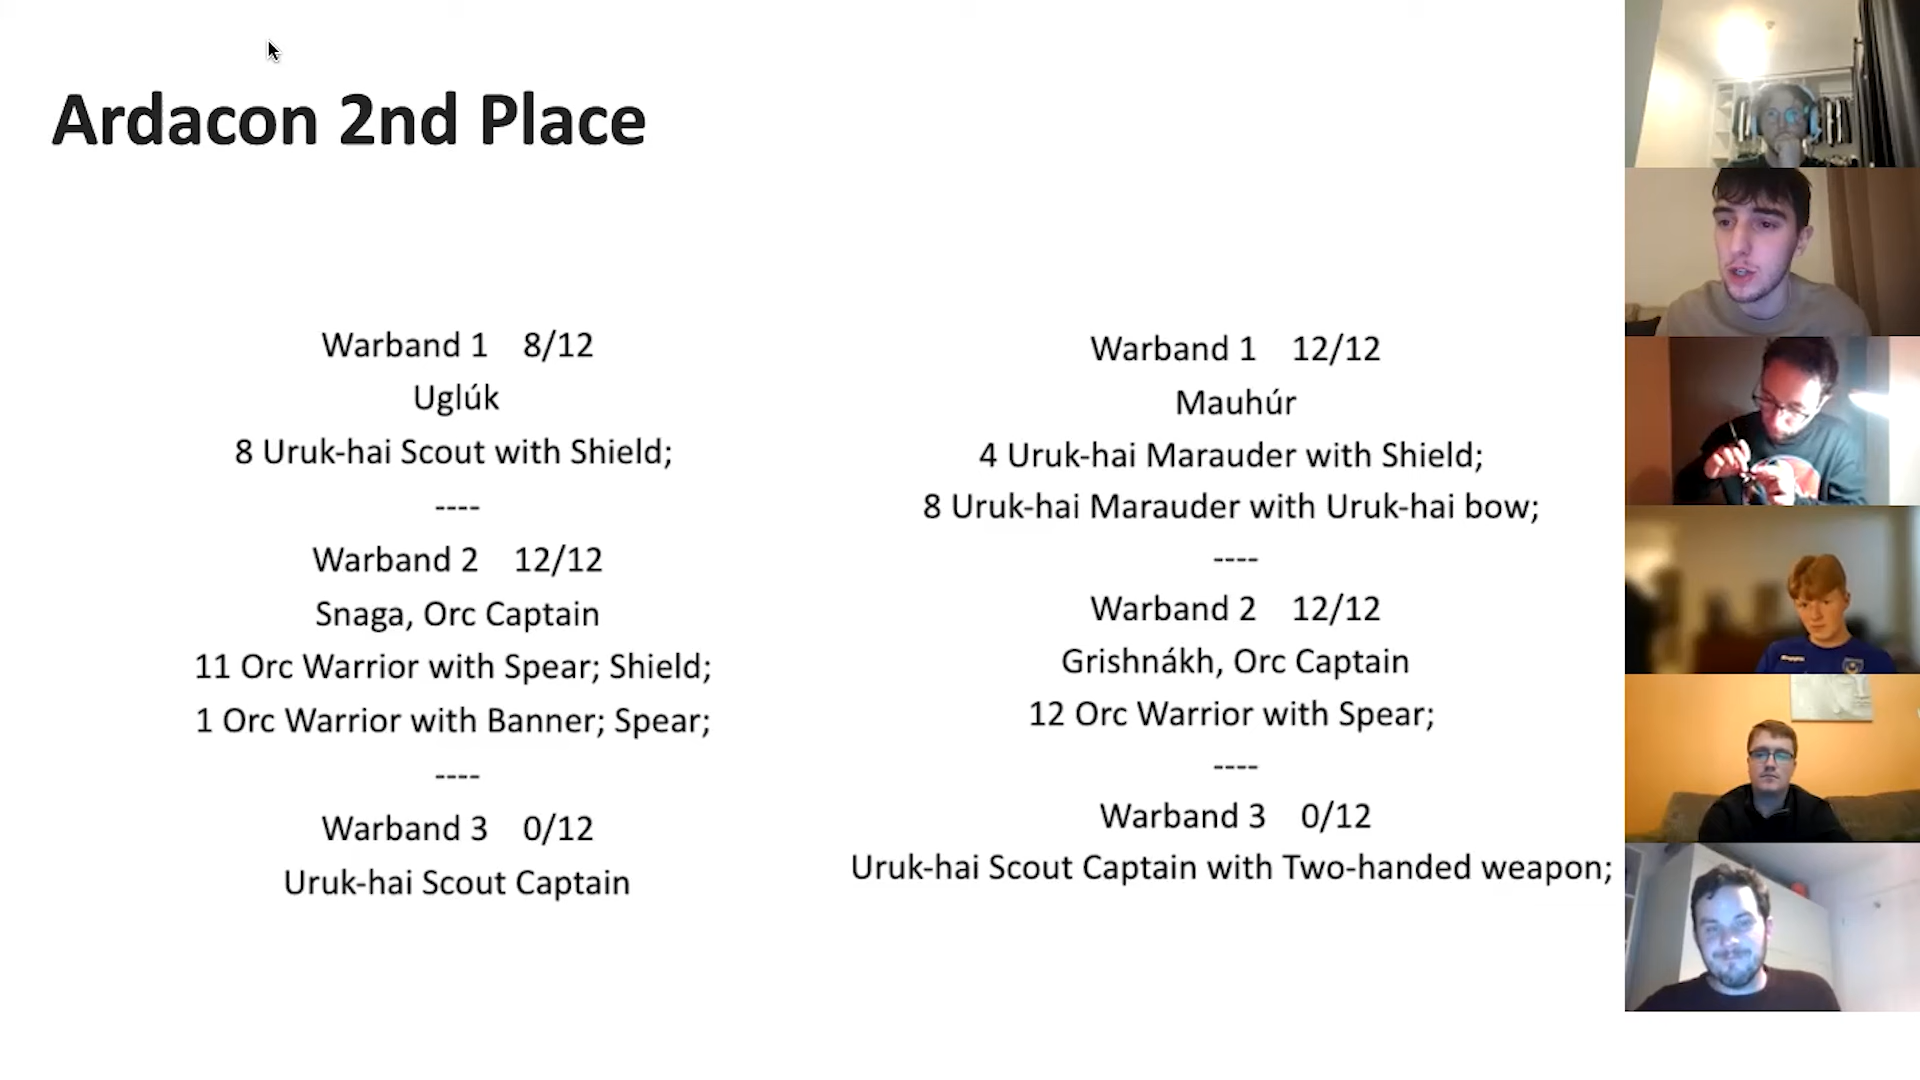 Ardacon 2nd Place
Warband 1 8/12
Uglúk
8 Uruk-hai Scout with Shield;
----
Warband 2 12/12
Snaga, Orc Captain
11 Orc Warrior with Spear; Shield;
1 Orc Warrior with Banner; Spear;
----
Warband 3 0/12
Uruk-hai Scout Captain
Warband 1 12/12
Mauhúr
4 Uruk-hai Marauder with Shield;
8 Uruk-hai Marauder with Uruk-hai bow;
----
Warband 2 12/12
Grishnákh, Orc Captain
12 Orc Warrior with Spear;
----
Warband 3 0/12
Uruk-hai Scout Captain with Two-handed weapon;